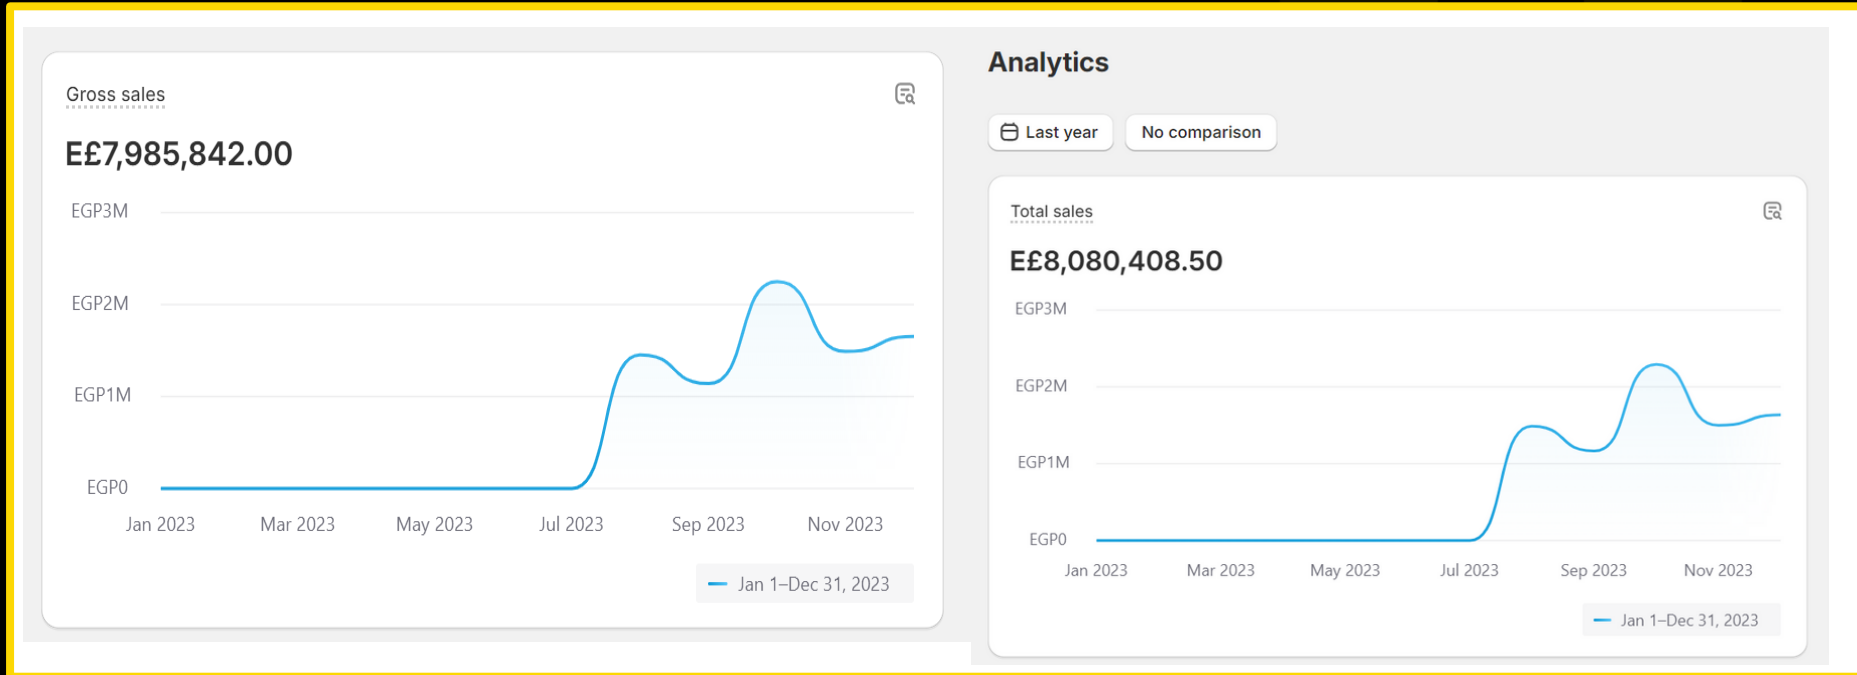 Gross sales
E£7,985,842.00
EGP3M
EGP2M
EGP1M
EGP0
Jan 2023 Mar 2023 May 2023 Jul 2023 Sep 2023 Nov 2023
Jan 1–Dec 31, 2023
Analytics
Last year No comparison
Total sales
E£8,080,408.50
EGP3M
EGP2M
EGP1M
EGP0
Jan 2023 Mar 2023 May 2023 Jul 2023 Sep 2023 Nov 2023
Jan 1–Dec 31, 2023